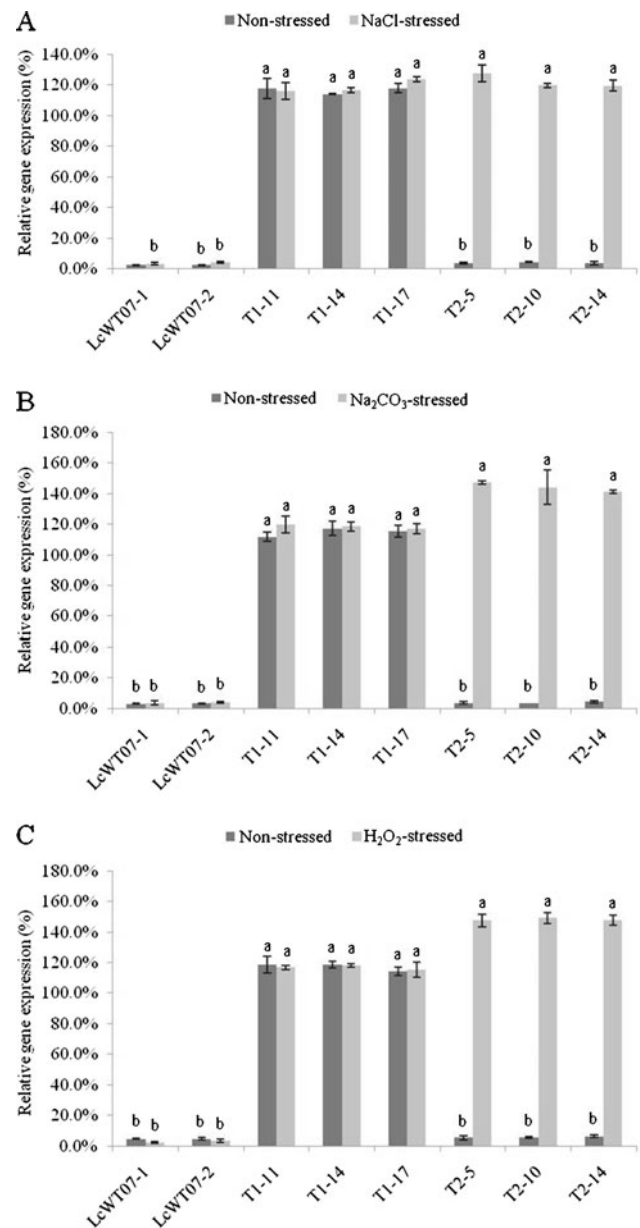 A
Non-stressed NaCl-stressed
Relative gene expression (%)
140.0%
120.0%
100.0%
80.0%
60.0%
40.0%
20.0%
0.0%
b b b a a a a a a b a b a b a
LcWT07-1 LcWT07-2 T1-11 T1-14 T1-17 T2-5 T2-10 T2-14
B
Non-stressed Na₂CO₃-stressed
Relative gene expression (%)
180.0%
160.0%
140.0%
120.0%
100.0%
80.0%
60.0%
40.0%
20.0%
0.0%
b b b b a a a a a a b a b a b a
LcWT07-1 LcWT07-2 T1-11 T1-14 T1-17 T2-5 T2-10 T2-14
C
Non-stressed H₂O₂-stressed
Relative gene expression (%)
180.0%
160.0%
140.0%
120.0%
100.0%
80.0%
60.0%
40.0%
20.0%
0.0%
b b b b a a a a a a b a b a b a
LcWT07-1 LcWT07-2 T1-11 T1-14 T1-17 T2-5 T2-10 T2-14